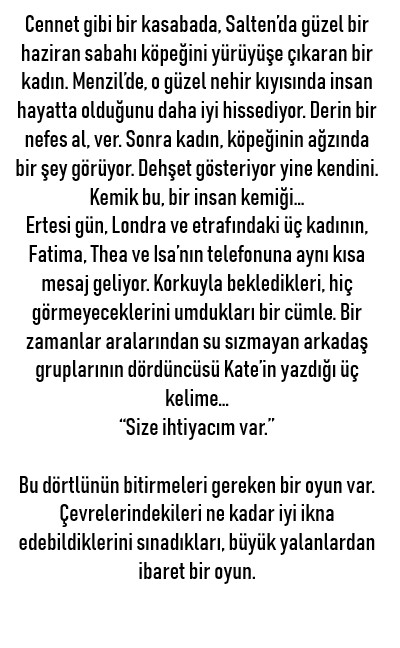 Cennet gibi bir kasabada, Salten’da güzel bir
haziran sabahı köpeğini yürüyüşe çıkaran bir
kadın. Menzil’de, o güzel nehir kıyısında insan
hayatta olduğunu daha iyi hissediyor. Derin bir
nefes al, ver. Sonra kadın, köpeğinin ağzında
bir şey görüyor. Dehşet gösteriyor yine kendini.
Kemik bu, bir insan kemiği...
Ertesi gün, Londra ve etrafındaki üç kadının,
Fatima, Thea ve Isa’nın telefonuna aynı kısa
mesaj geliyor. Korkuyla bekledikleri, hiç
görmeyeceklerini umdukları bir cümle. Bir
zamanlar aralarından su sızmayan arkadaş
gruplarının dördüncüsü Kate’in yazdığı üç
kelime...
“Size ihtiyacım var.”
Bu dörtlünün bitirmeleri gereken bir oyun var.
Çevrelerindekileri ne kadar iyi ikna
edebildiklerini sınadıkları, büyük yalanlardan
ibaret bir oyun.